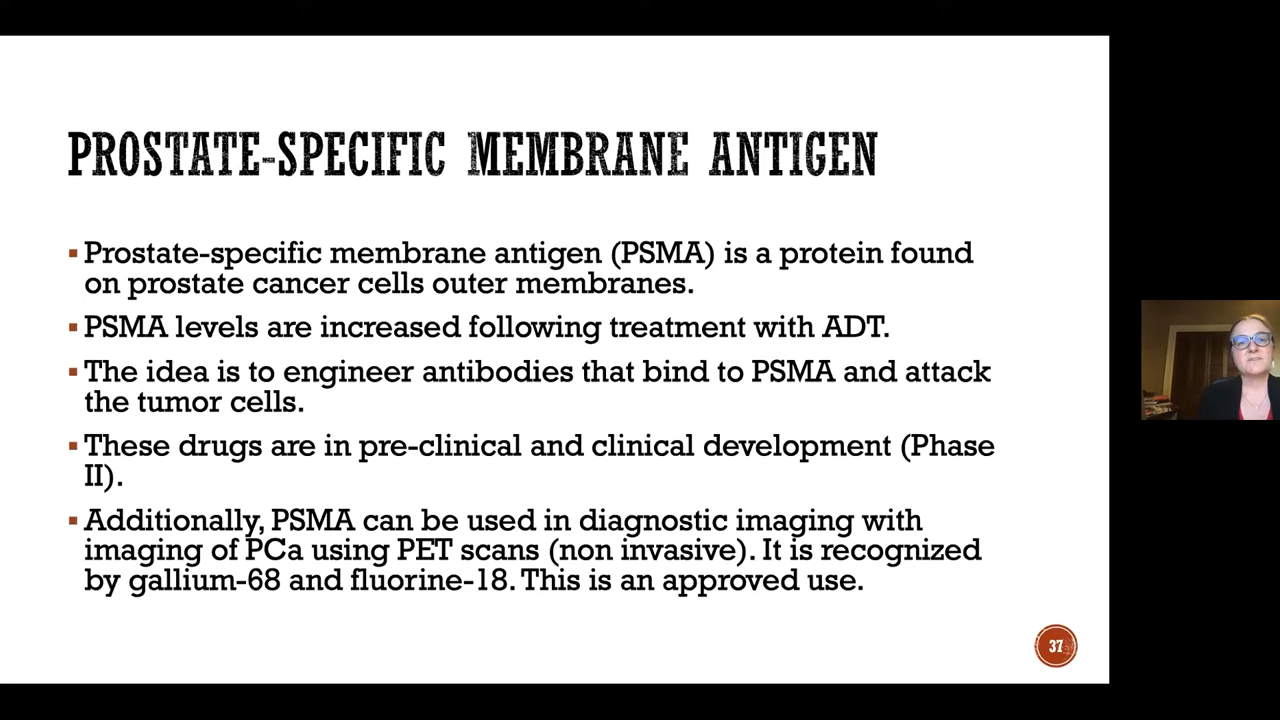 PROSTATE-SPECIFIC MEMBRANE ANTIGEN
▪ Prostate-specific membrane antigen (PSMA) is a protein found
on prostate cancer cells outer membranes.
▪ PSMA levels are increased following treatment with ADT.
▪ The idea is to engineer antibodies that bind to PSMA and attack
the tumor cells.
▪ These drugs are in pre-clinical and clinical development (Phase
II).
▪ Additionally, PSMA can be used in diagnostic imaging with
imaging of PCa using PET scans (non invasive). It is recognized
by gallium-68 and fluorine-18. This is an approved use.
37